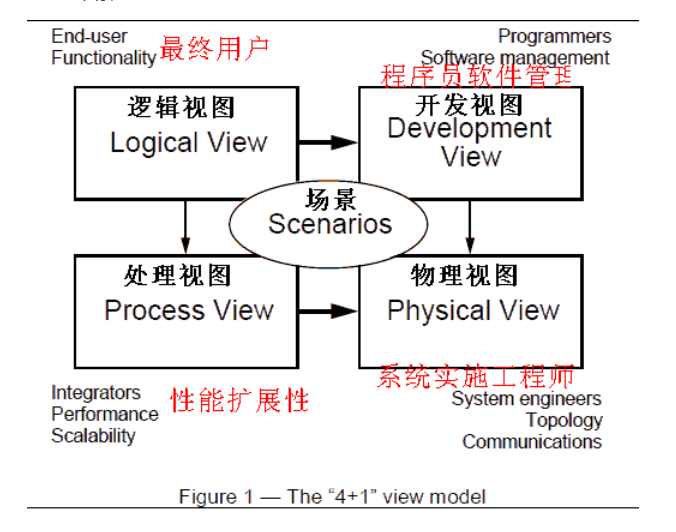 End-user
Functionality
最终用户
Programmers
Software management
程序员软件管理
逻辑视图
Logical View
开发视图
Development
View
场景
Scenarios
处理视图
Process View
物理视图
Physical View
Integrators
Performance
Scalability
性能扩展性
系统实施工程师
System engineers
Topology
Communications
Figure 1 — The “4+1” view model